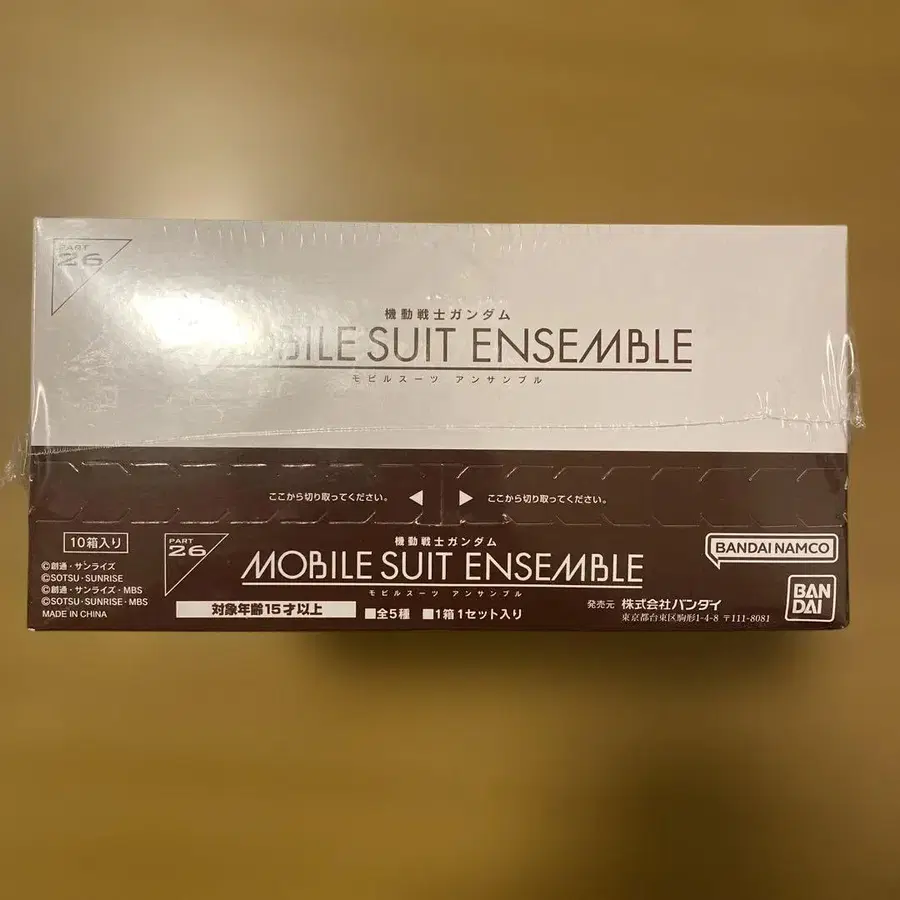 PART
26
機動戦士ガンダム
MOBILE SUIT ENSEMBLE
モビルスーツ アンサンブル
ここから切り取ってください。 ◀ ▶ ここから切り取ってください。
10箱入り
©創通・サンライズ
©SOTSU・SUNRISE
©創通・サンライズ・MBS
©SOTSU・SUNRISE・MBS
MADE IN CHINA
PART
26
機動戦士ガンダム
MOBILE SUIT ENSEMBLE
モビルスーツ アンサンブル
対象年齢15才以上 ■全5種 ■1箱1セット入り
発売元 株式会社バンダイ
東京都台東区駒形1-4-8 〒111-8081
BANDAI NAMCO
BAN
DAI